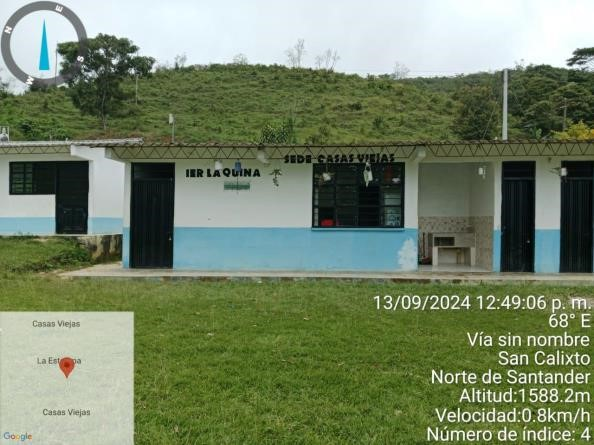 N
E
W
S
IER LA QUINA
SEDE CASAS VIEJAS
13/09/2024 12:49:06 p. m.
68° E
Vía sin nombre
San Calixto
Norte de Santander
Altitud:1588.2m
Velocidad:0.8km/h
Número de índice: 4
Casas Viejas
Casas Viejas
Google